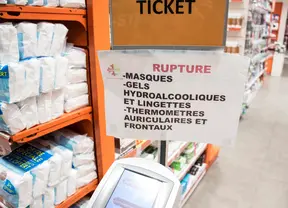 TICKET
RUPTURE
-MASQUES
-GELS
HYDROALCOOLIQUES
ET LINGETTES
-THERMOMETRES
AURICULAIRES ET
FRONTAUX